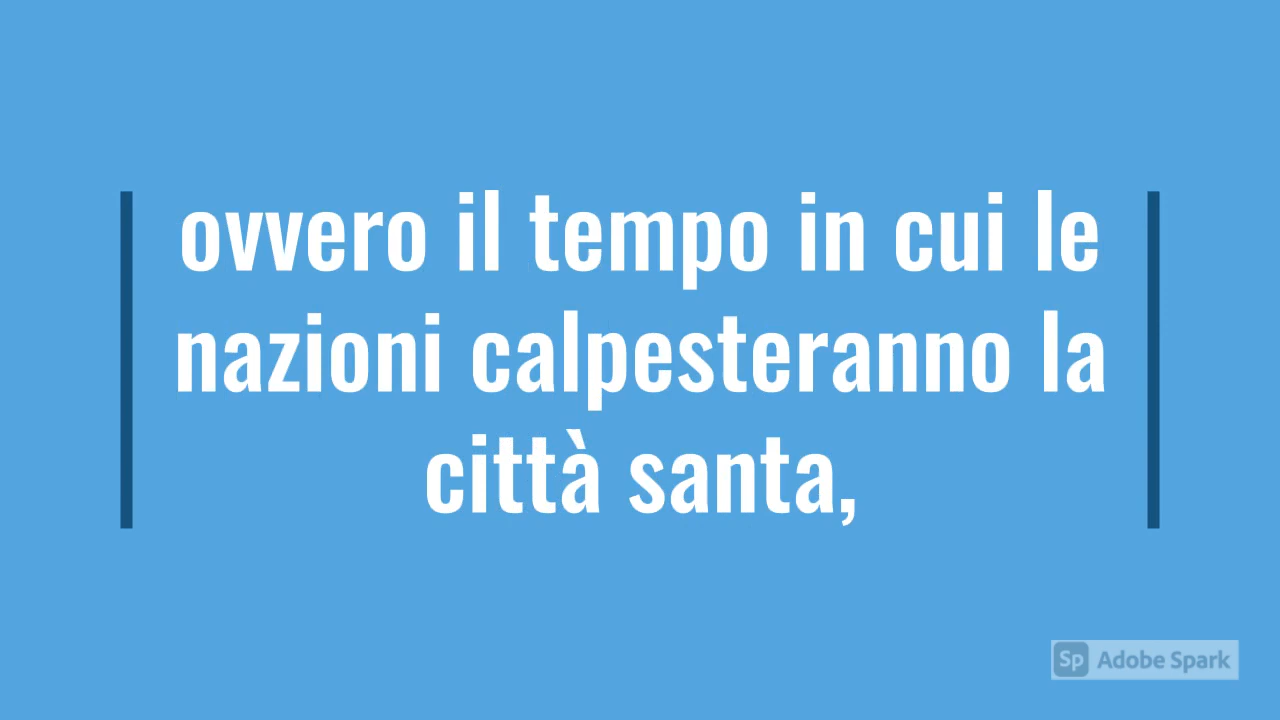 ovvero il tempo in cui le
nazioni calpesteranno la
città santa,
Sp Adobe Spark